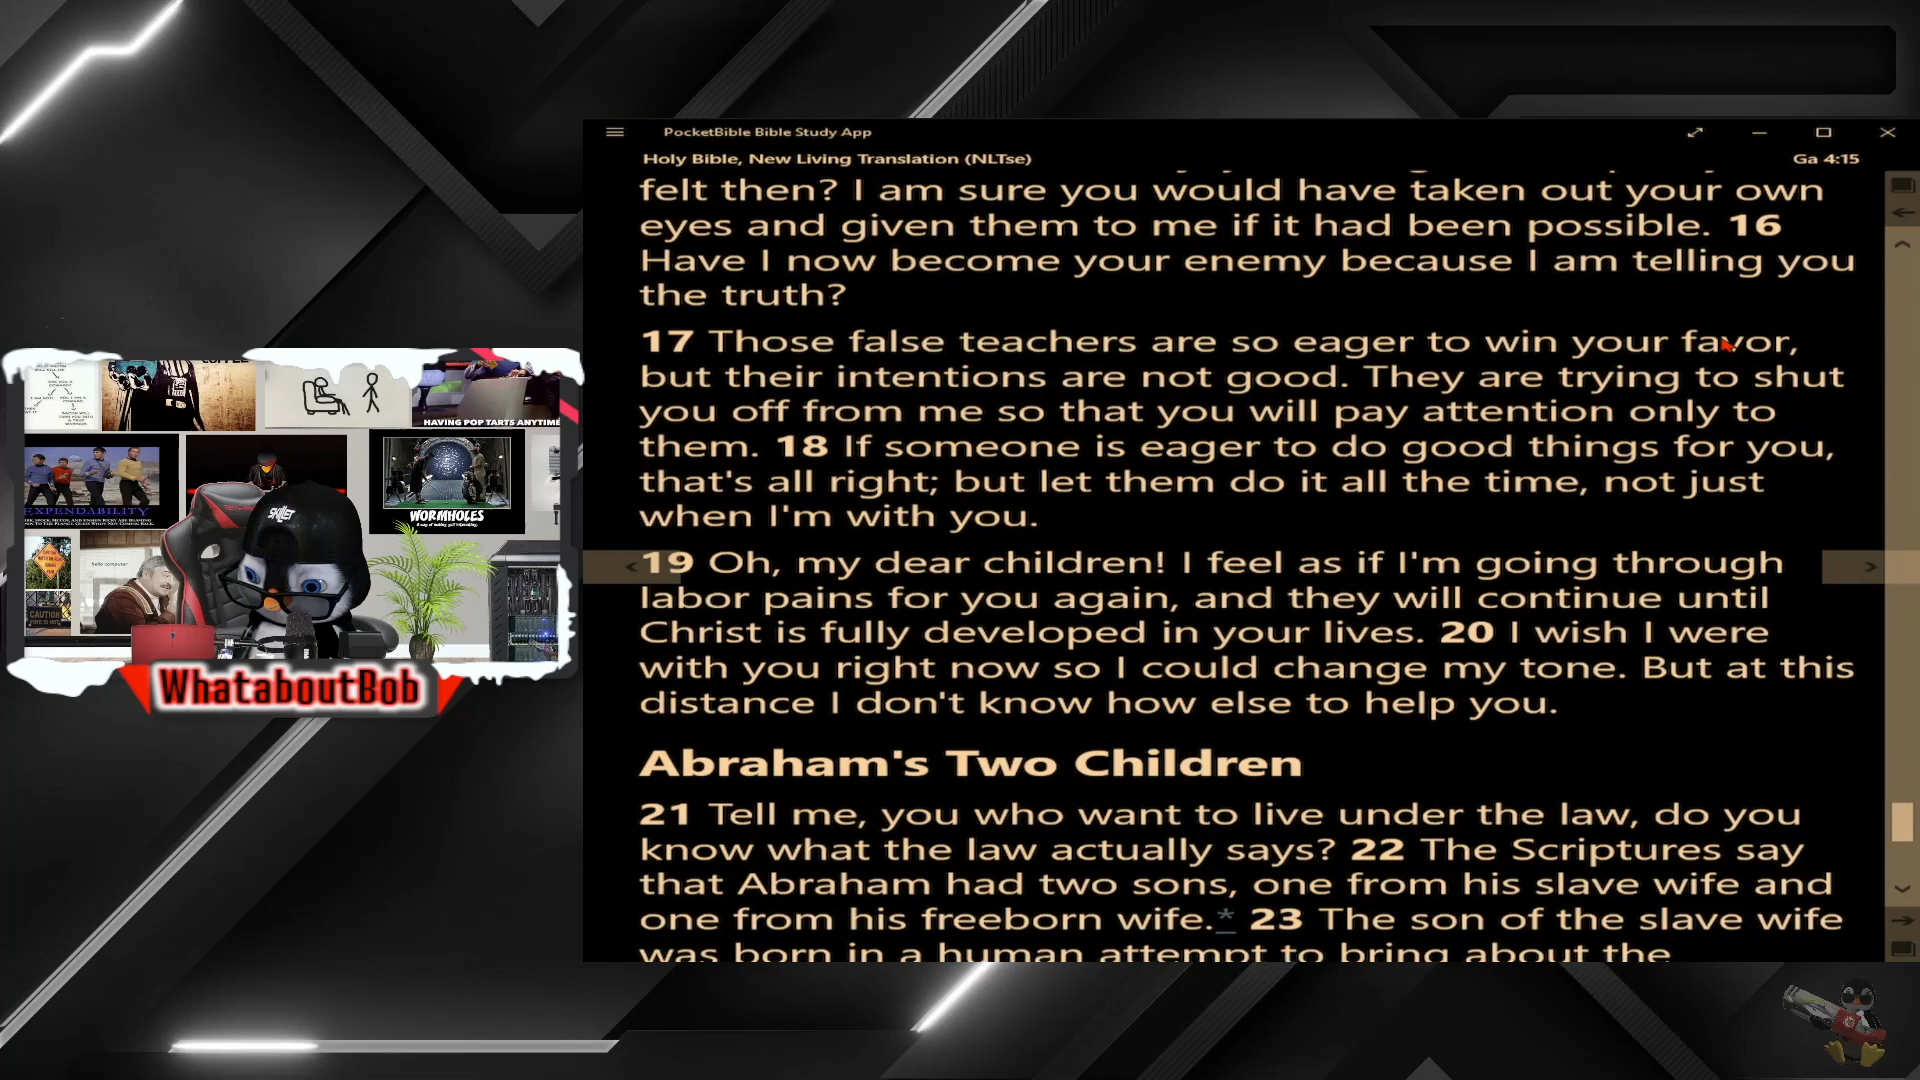 PocketBible Bible Study App
Holy Bible, New Living Translation (NLTse)
Ga 4:15
felt then? I am sure you would have taken out your own
eyes and given them to me if it had been possible. 16
Have I now become your enemy because I am telling you
the truth?
17 Those false teachers are so eager to win your favor,
but their intentions are not good. They are trying to shut
you off from me so that you will pay attention only to
them. 18 If someone is eager to do good things for you,
that's all right; but let them do it all the time, not just
when I'm with you.
19 Oh, my dear children! I feel as if I'm going through
labor pains for you again, and they will continue until
Christ is fully developed in your lives. 20 I wish I were
with you right now so I could change my tone. But at this
distance I don't know how else to help you.
Abraham's Two Children
21 Tell me, you who want to live under the law, do you
know what the law actually says? 22 The Scriptures say
that Abraham had two sons, one from his slave wife and
one from his freeborn wife.* 23 The son of the slave wife
was born in a human attempt to bring about the
HAVING POP TARTS ANYTIME
EXPENDABILITY
WORMHOLES
hello computer
CAUTION
SKILLET
WhataboutBob